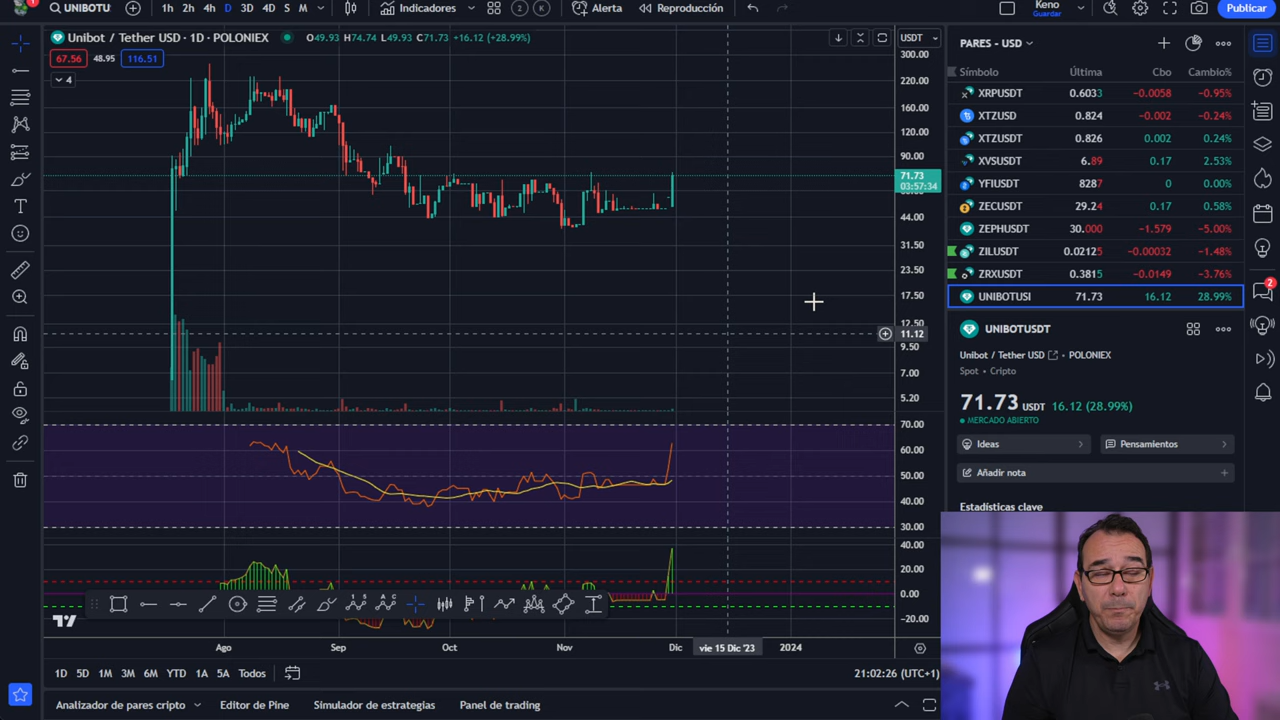 UNIBOTU
1h 2h 4h D 3D 4D S M
Indicadores
2 K
Alerta
Reproducción
Keno
Guardar
Publicar
Unibot / Tether USD · 1D · POLONIEX
O49.93 H74.74 L49.93 C71.73 +16.12 (+28.99%)
67.56 48.95 116.51
4
USDT
300.00
220.00
160.00
120.00
90.00
71.73
03:57:34
44.00
31.50
23.50
17.50
12.50
11.12
9.50
7.00
5.20
70.00
60.00
50.00
40.00
30.00
40.00
20.00
0.00
−20.00
Ago Sep Oct Nov Dic vie 15 Dic '23 2024
1D 5D 1M 3M 6M YTD 1A 5A Todos
21:02:26 (UTC+1)
Analizador de pares cripto
Editor de Pine
Simulador de estrategias
Panel de trading
PARES - USD
Símbolo Última Cbo Cambio%
XRPUSDT 0.6033 −0.0058 −0.95%
XTZUSD 0.824 −0.002 −0.24%
XTZUSDT 0.826 0.002 0.24%
XVSUSDT 6.89 0.17 2.53%
YFIUSDT 8287 0 0.00%
ZECUSDT 29.24 0.17 0.58%
ZEPHUSDT 30.000 −1.579 −5.00%
ZILUSDT 0.02125 −0.00032 −1.48%
ZRXUSDT 0.3815 −0.0149 −3.76%
UNIBOTUSI 71.73 16.12 28.99%
2
UNIBOTUSDT
Unibot / Tether USD POLONIEX
Spot • Cripto
71.73 USDT 16.12 (28.99%)
MERCADO ABIERTO
Ideas
Pensamientos
Añadir nota
Estadísticas clave